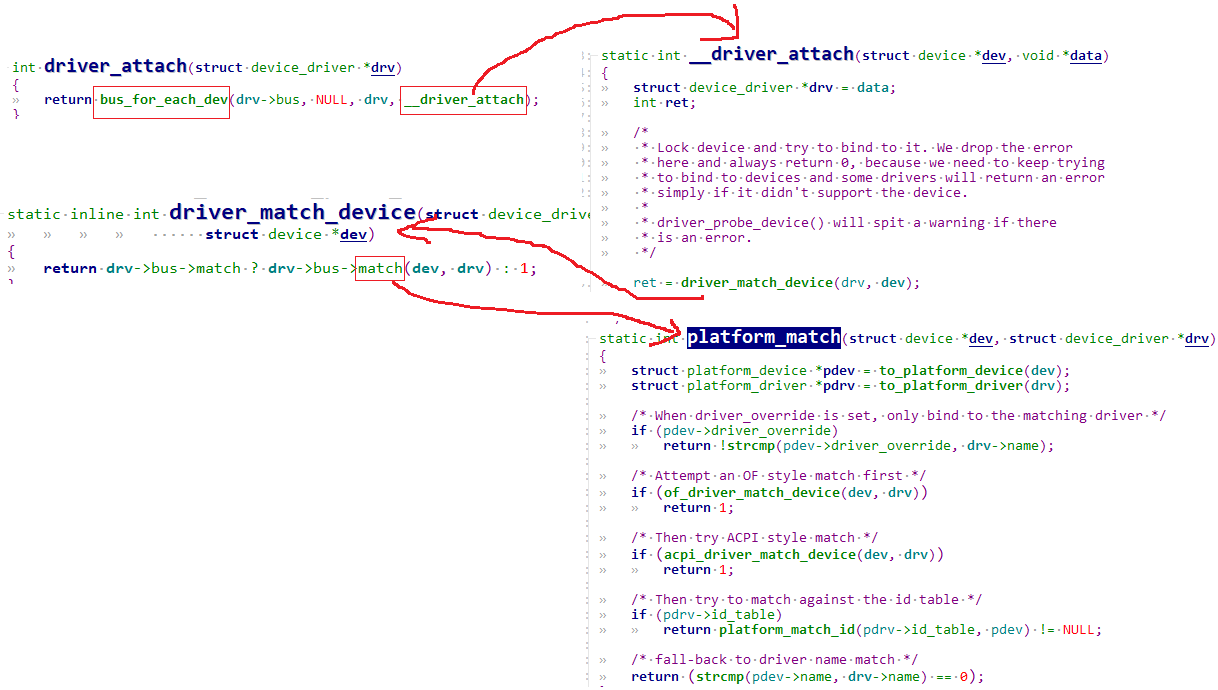 int driver_attach(struct device_driver *drv)
{
» return bus_for_each_dev(drv->bus, NULL, drv, __driver_attach);
}
static inline int driver_match_device(struct device_drive
» » » » ······struct device *dev)
{
» return drv->bus->match ? drv->bus->match(dev, drv) : 1;
static int __driver_attach(struct device *dev, void *data)
{
» struct device_driver *drv = data;
» int ret;
» /*
» * Lock device and try to bind to it. We drop the error
» * here and always return 0, because we need to keep trying
» * to bind to devices and some drivers will return an error
» * simply if it didn't support the device.
» *
» * driver_probe_device() will spit a warning if there
» * is an error.
» */
ret = driver_match_device(drv, dev);
static int platform_match(struct device *dev, struct device_driver *drv)
{
» struct platform_device *pdev = to_platform_device(dev);
» struct platform_driver *pdrv = to_platform_driver(drv);
» /* When driver_override is set, only bind to the matching driver */
» if (pdev->driver_override)
» » return !strcmp(pdev->driver_override, drv->name);
» /* Attempt an OF style match first */
» if (of_driver_match_device(dev, drv))
» » return 1;
» /* Then try ACPI style match */
» if (acpi_driver_match_device(dev, drv))
» » return 1;
» /* Then try to match against the id table */
» if (pdrv->id_table)
» » return platform_match_id(pdrv->id_table, pdev) != NULL;
» /* fall-back to driver name match */
» return (strcmp(pdev->name, drv->name) == 0);